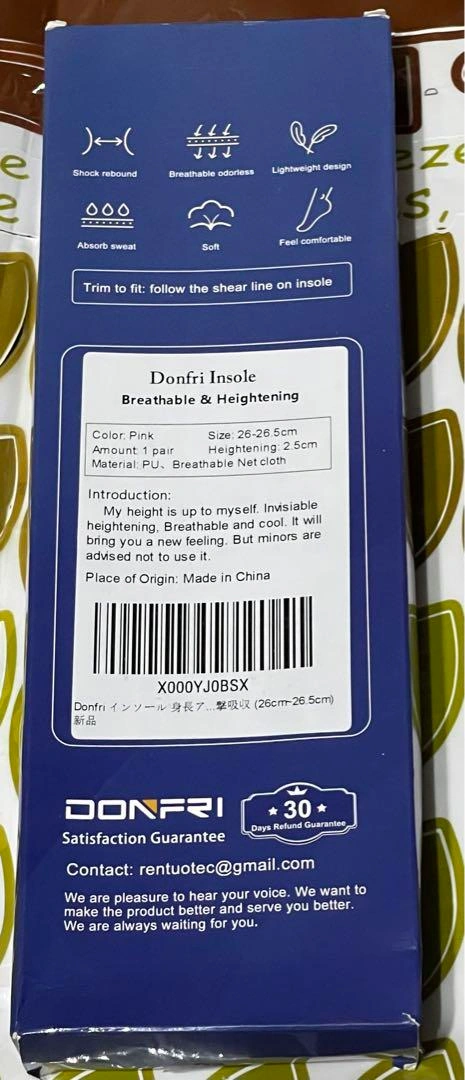 Shock rebound
Breathable odorless
Lightweight design
Absorb sweat
Soft
Feel comfortable
Trim to fit: follow the shear line on insole
Donfri Insole
Breathable & Heightening
Color: Pink Size: 26-26.5cm
Amount: 1 pair Heightening: 2.5cm
Material: PU、Breathable Net cloth
Introduction:
My height is up to myself. Invisiable
heightening, Breathable and cool. It will
bring you a new feeling. But minors are
advised not to use it.
Place of Origin: Made in China
X000YJ0BSX
Donfri インソール 身長ア...撃吸収 (26cm-26.5cm)
新品
DONFRI
Satisfaction Guarantee
30
Days Refund Guarantee
Contact: rentuotec@gmail.com
We are pleasure to hear your voice. We want to
make the product better and serve you better.
We are always waiting for you.